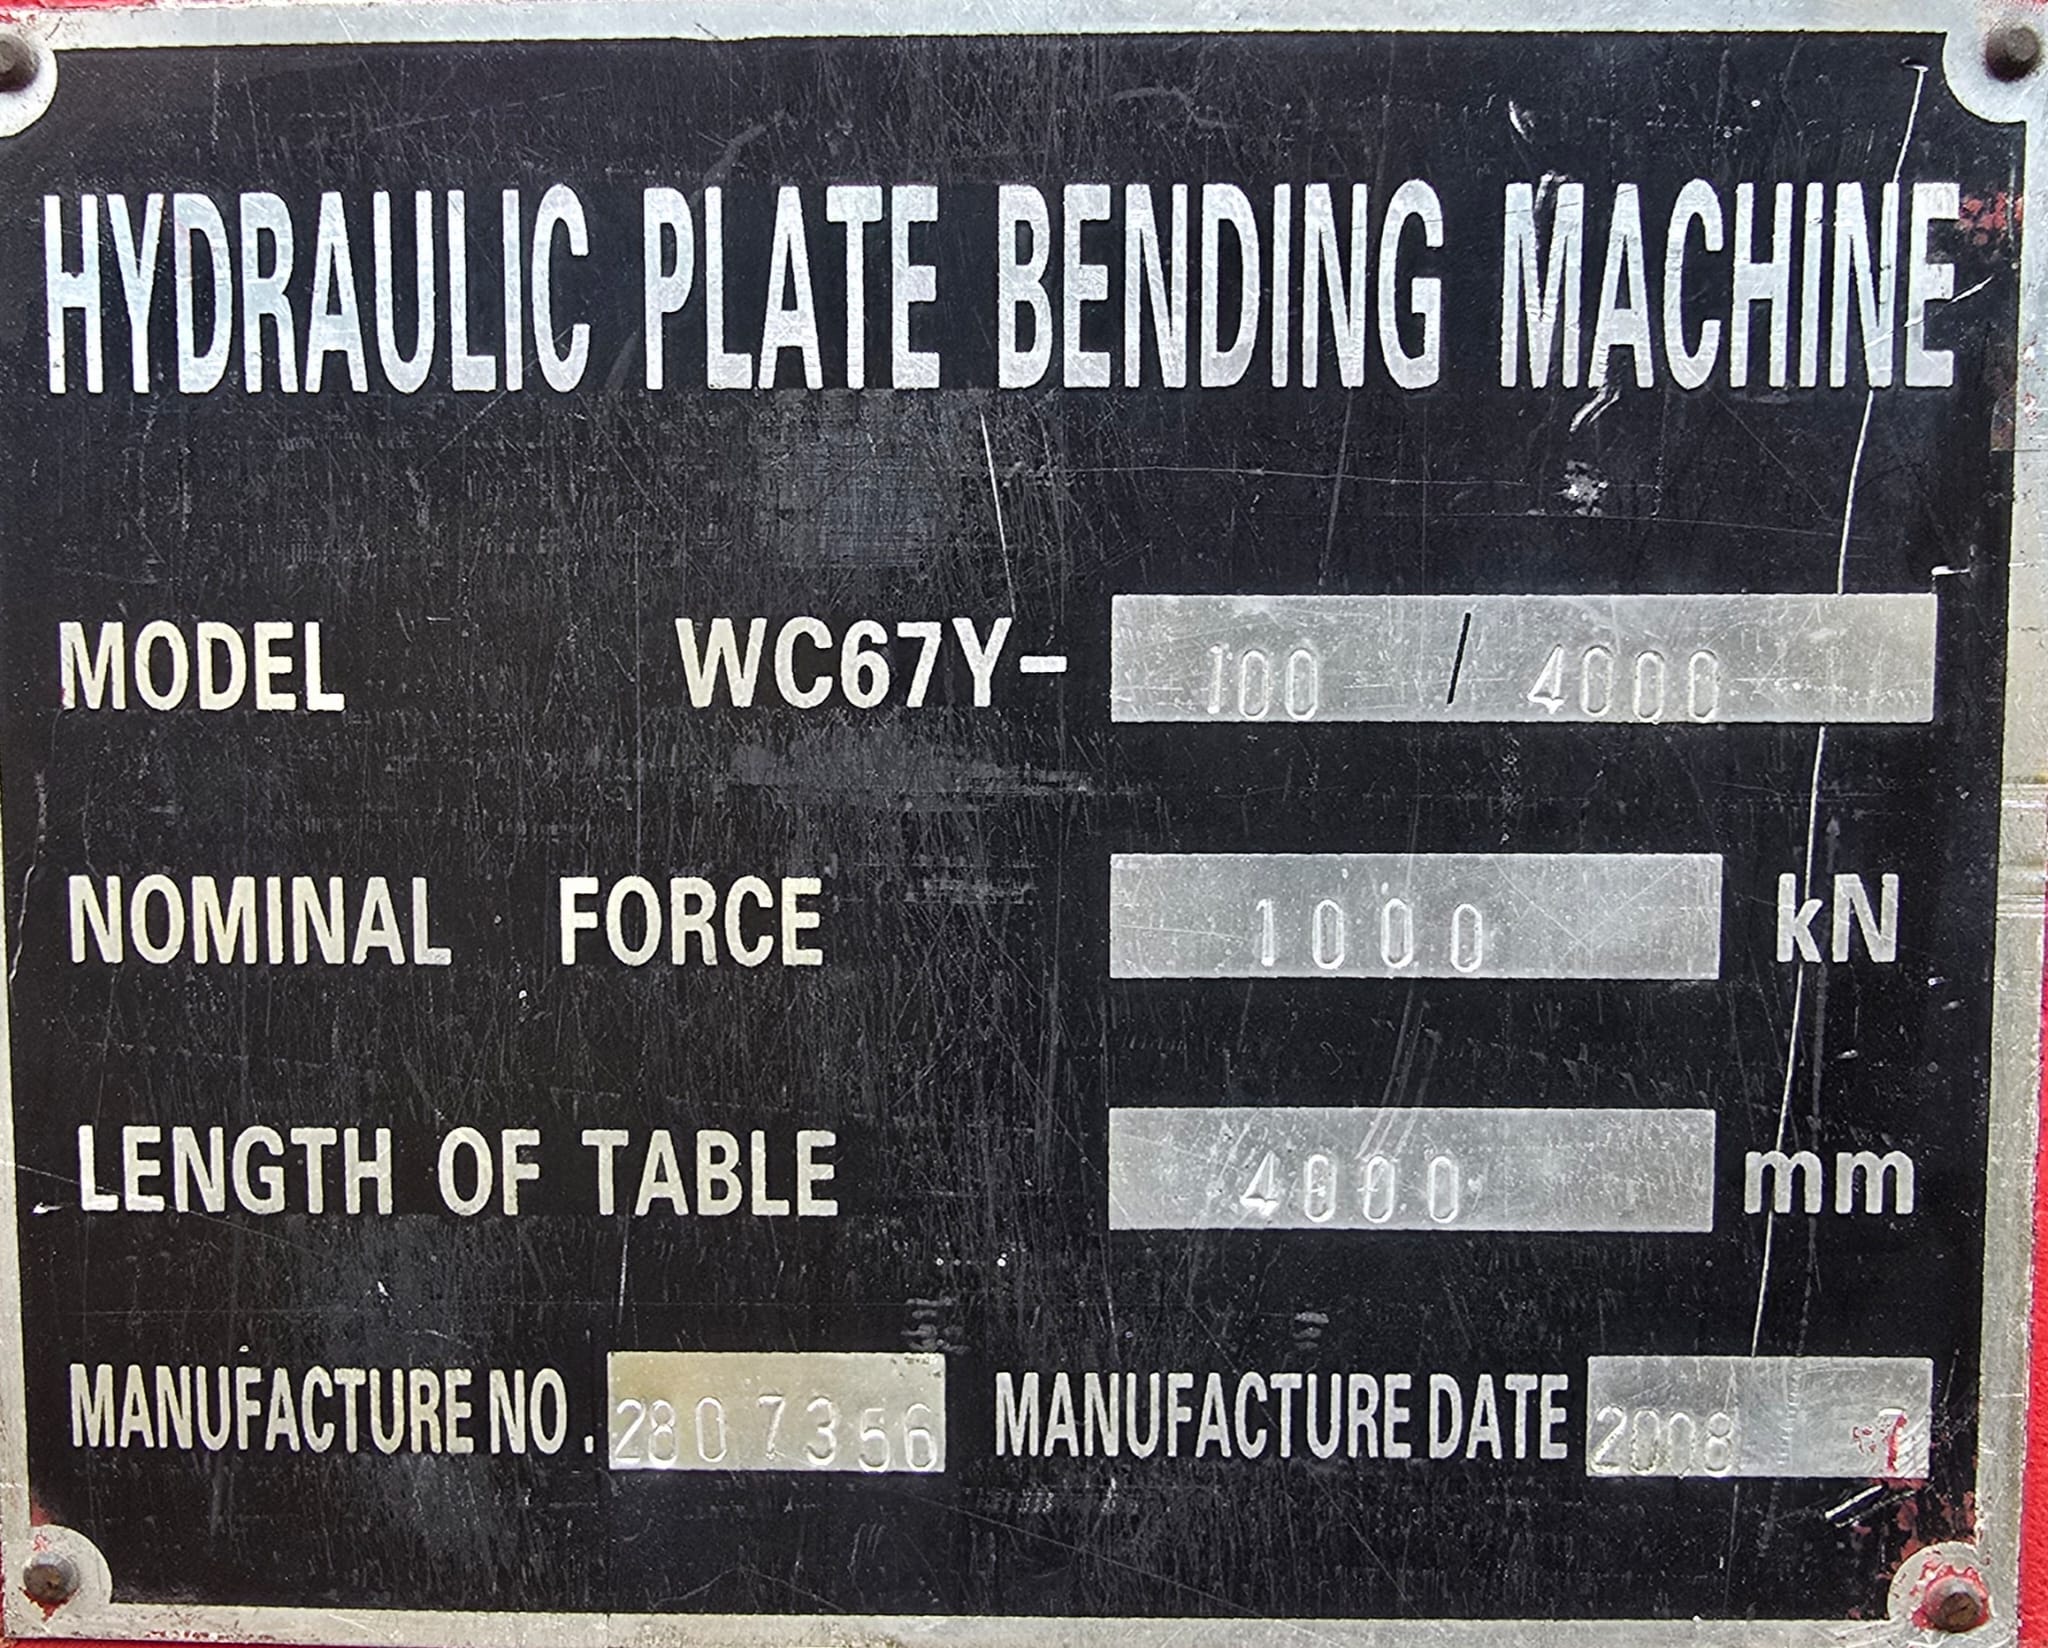 HYDRAULIC PLATE BENDING MACHINE
MODEL WC67Y- 100 / 4000
NOMINAL FORCE 1000 kN
LENGTH OF TABLE 4000 mm
MANUFACTURE NO. 2807356 MANUFACTURE DATE 2008 7